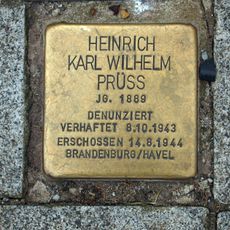 HEINRICH
KARL WILHELM
PRÜSS
JG. 1889
DENUNZIERT
VERHAFTET 8.10.1943
ERSCHOSSEN 14.8.1944
BRANDENBURG/HAVEL